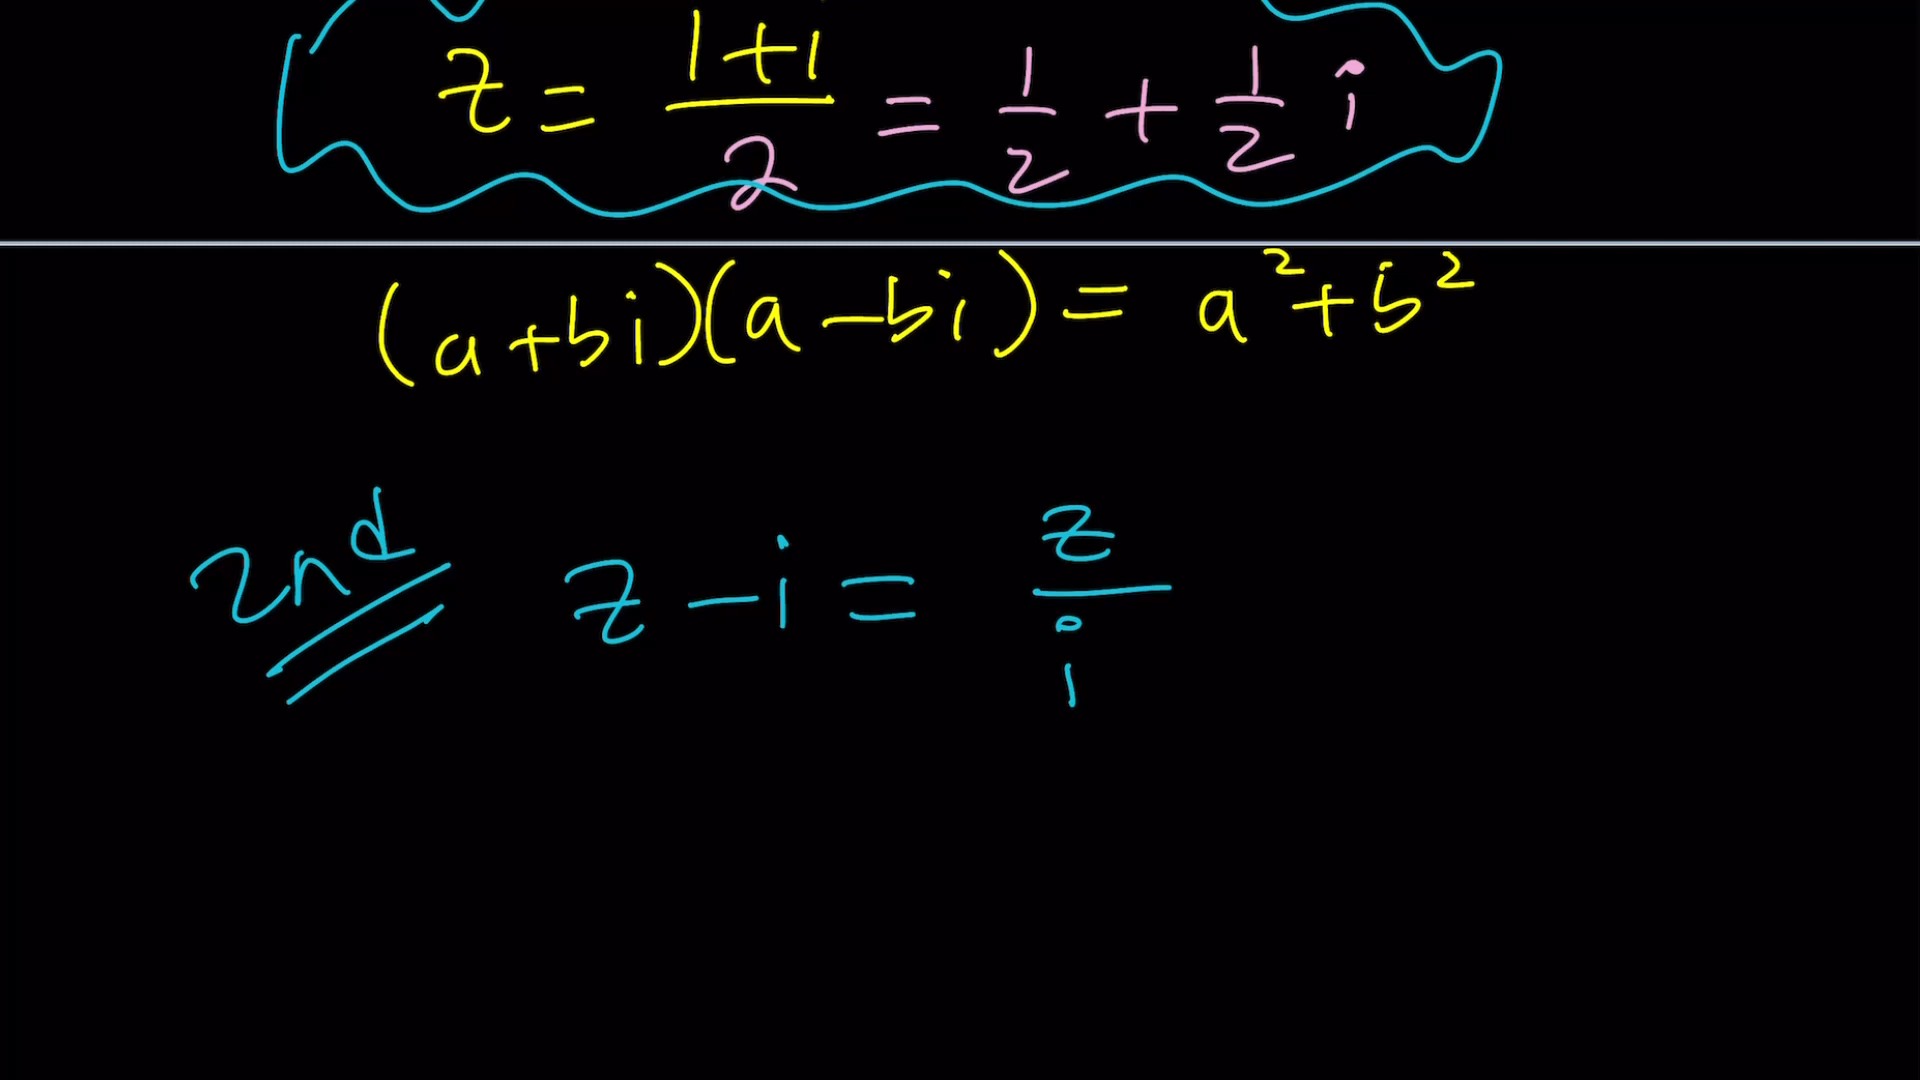 z = (1+i)/2 = 1/2 + 1/2 i
(a+bi)(a-bi) = a²+b²
2nd z-i = z/i